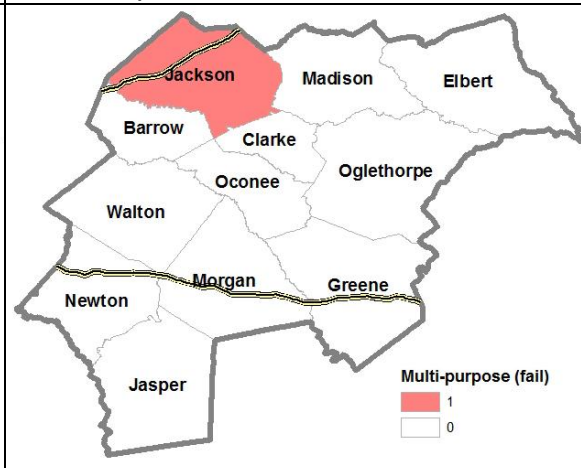 Jackson
Madison
Elbert
Barrow
Clarke
Oglethorpe
Oconee
Walton
Morgan
Greene
Newton
Jasper
Multi-purpose (fail)
1
0